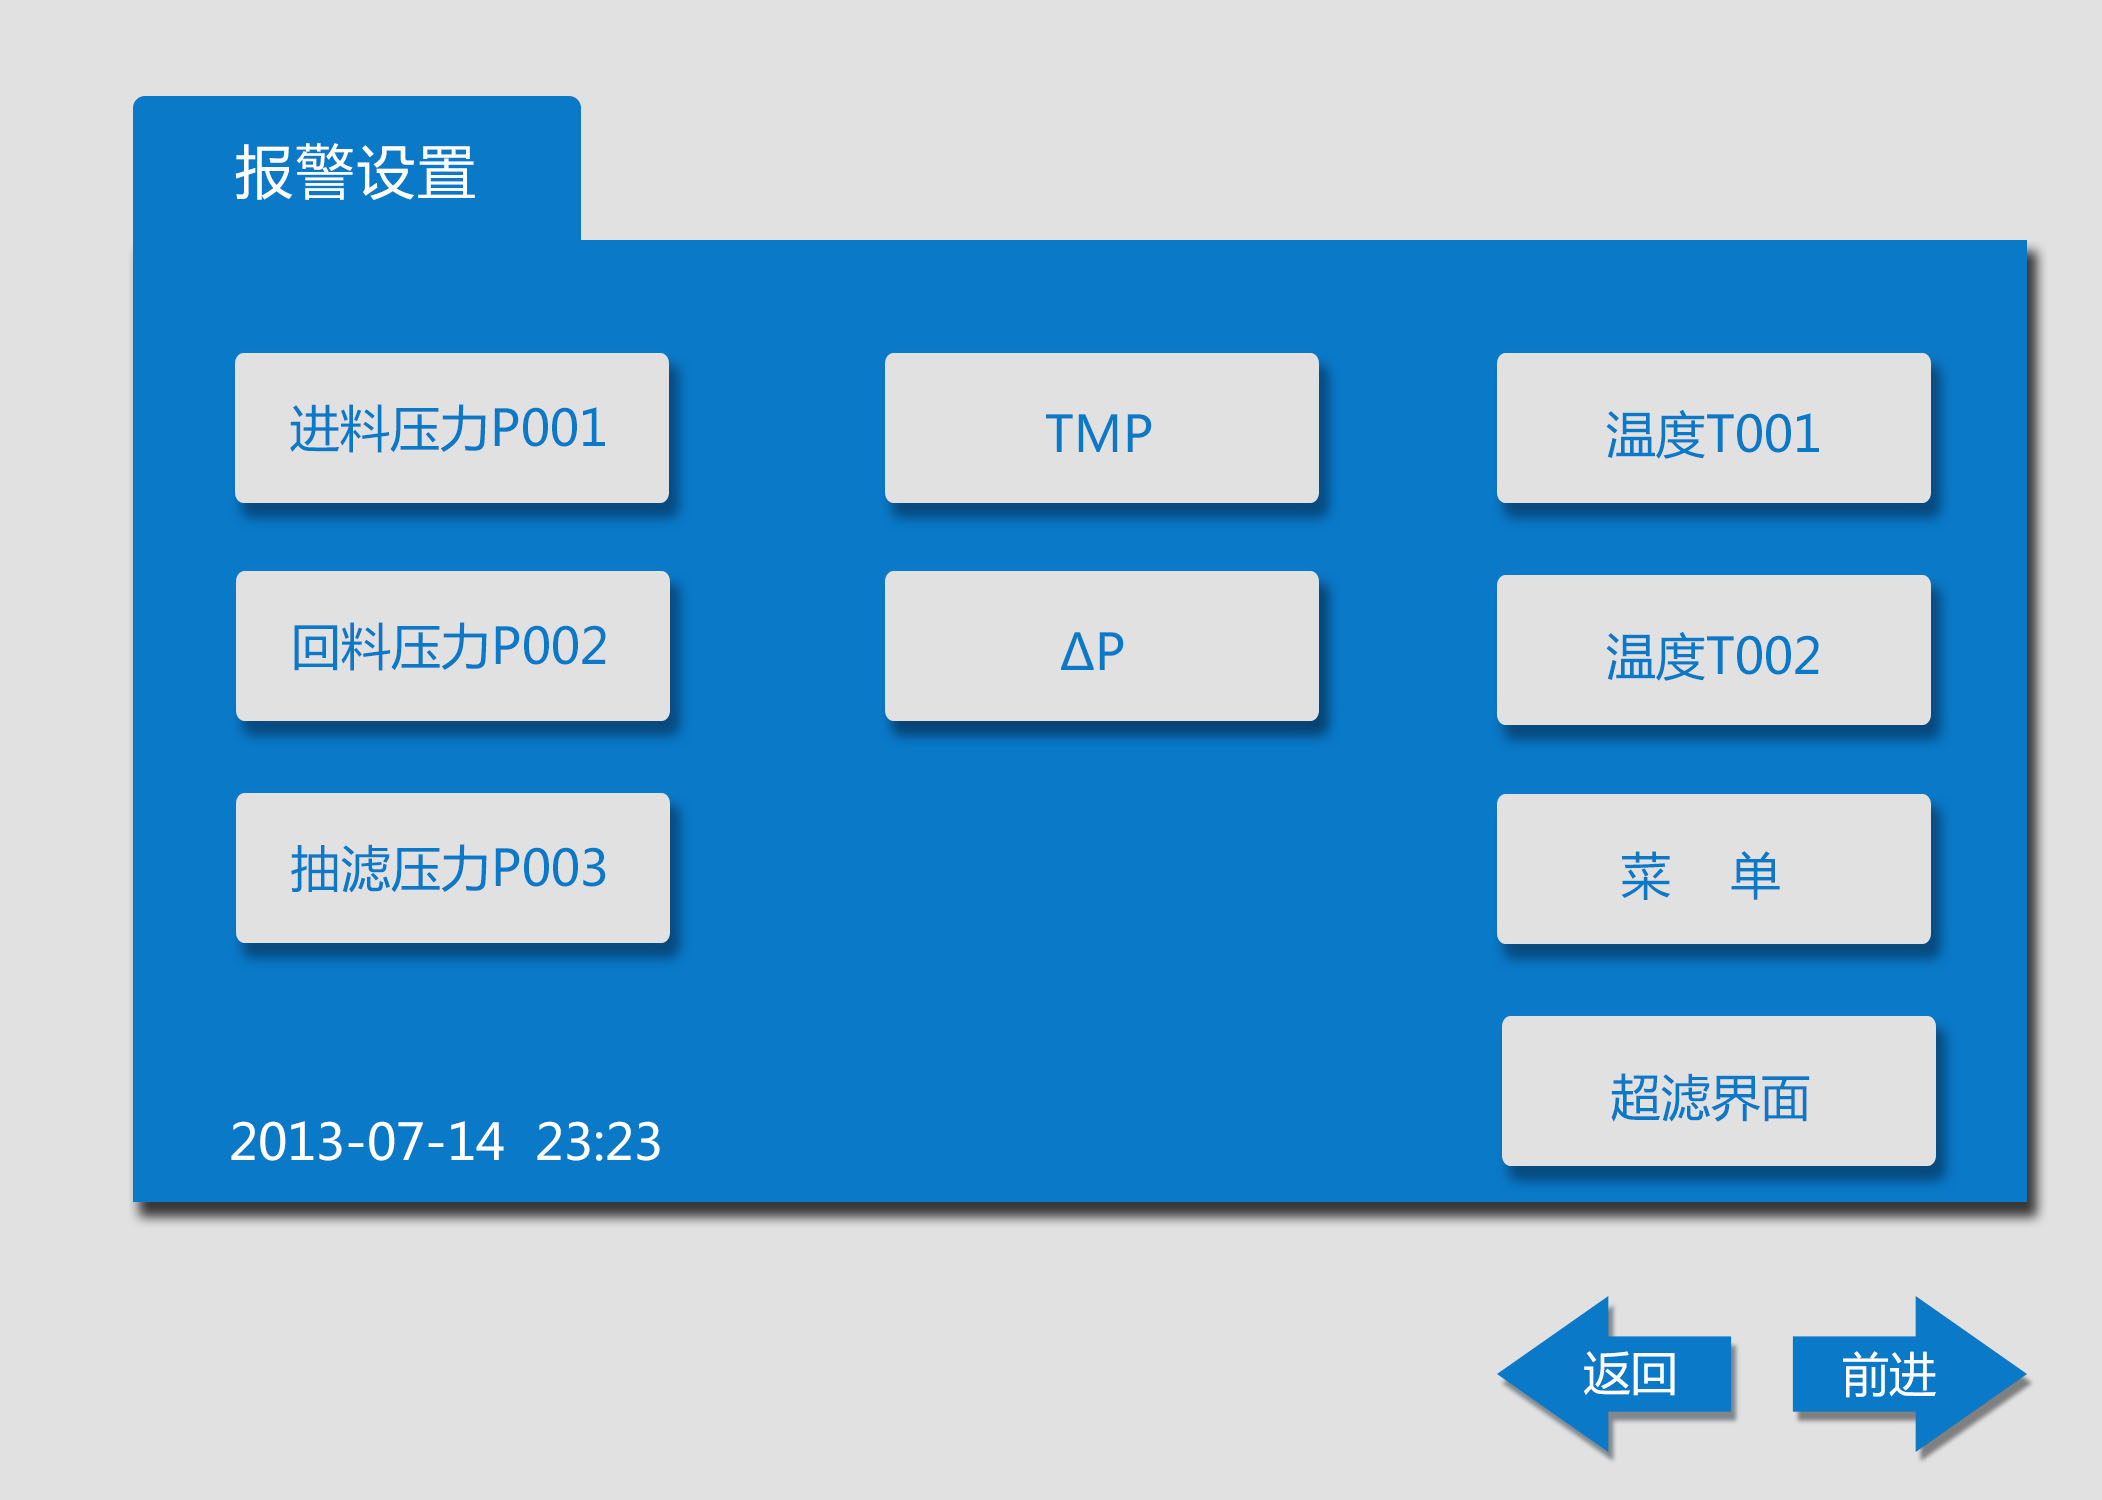 报警设置
进料压力P001
TMP
温度T001
回料压力P002
ΔP
温度T002
抽滤压力P003
菜 单
超滤界面
2013-07-14 23:23
返回
前进